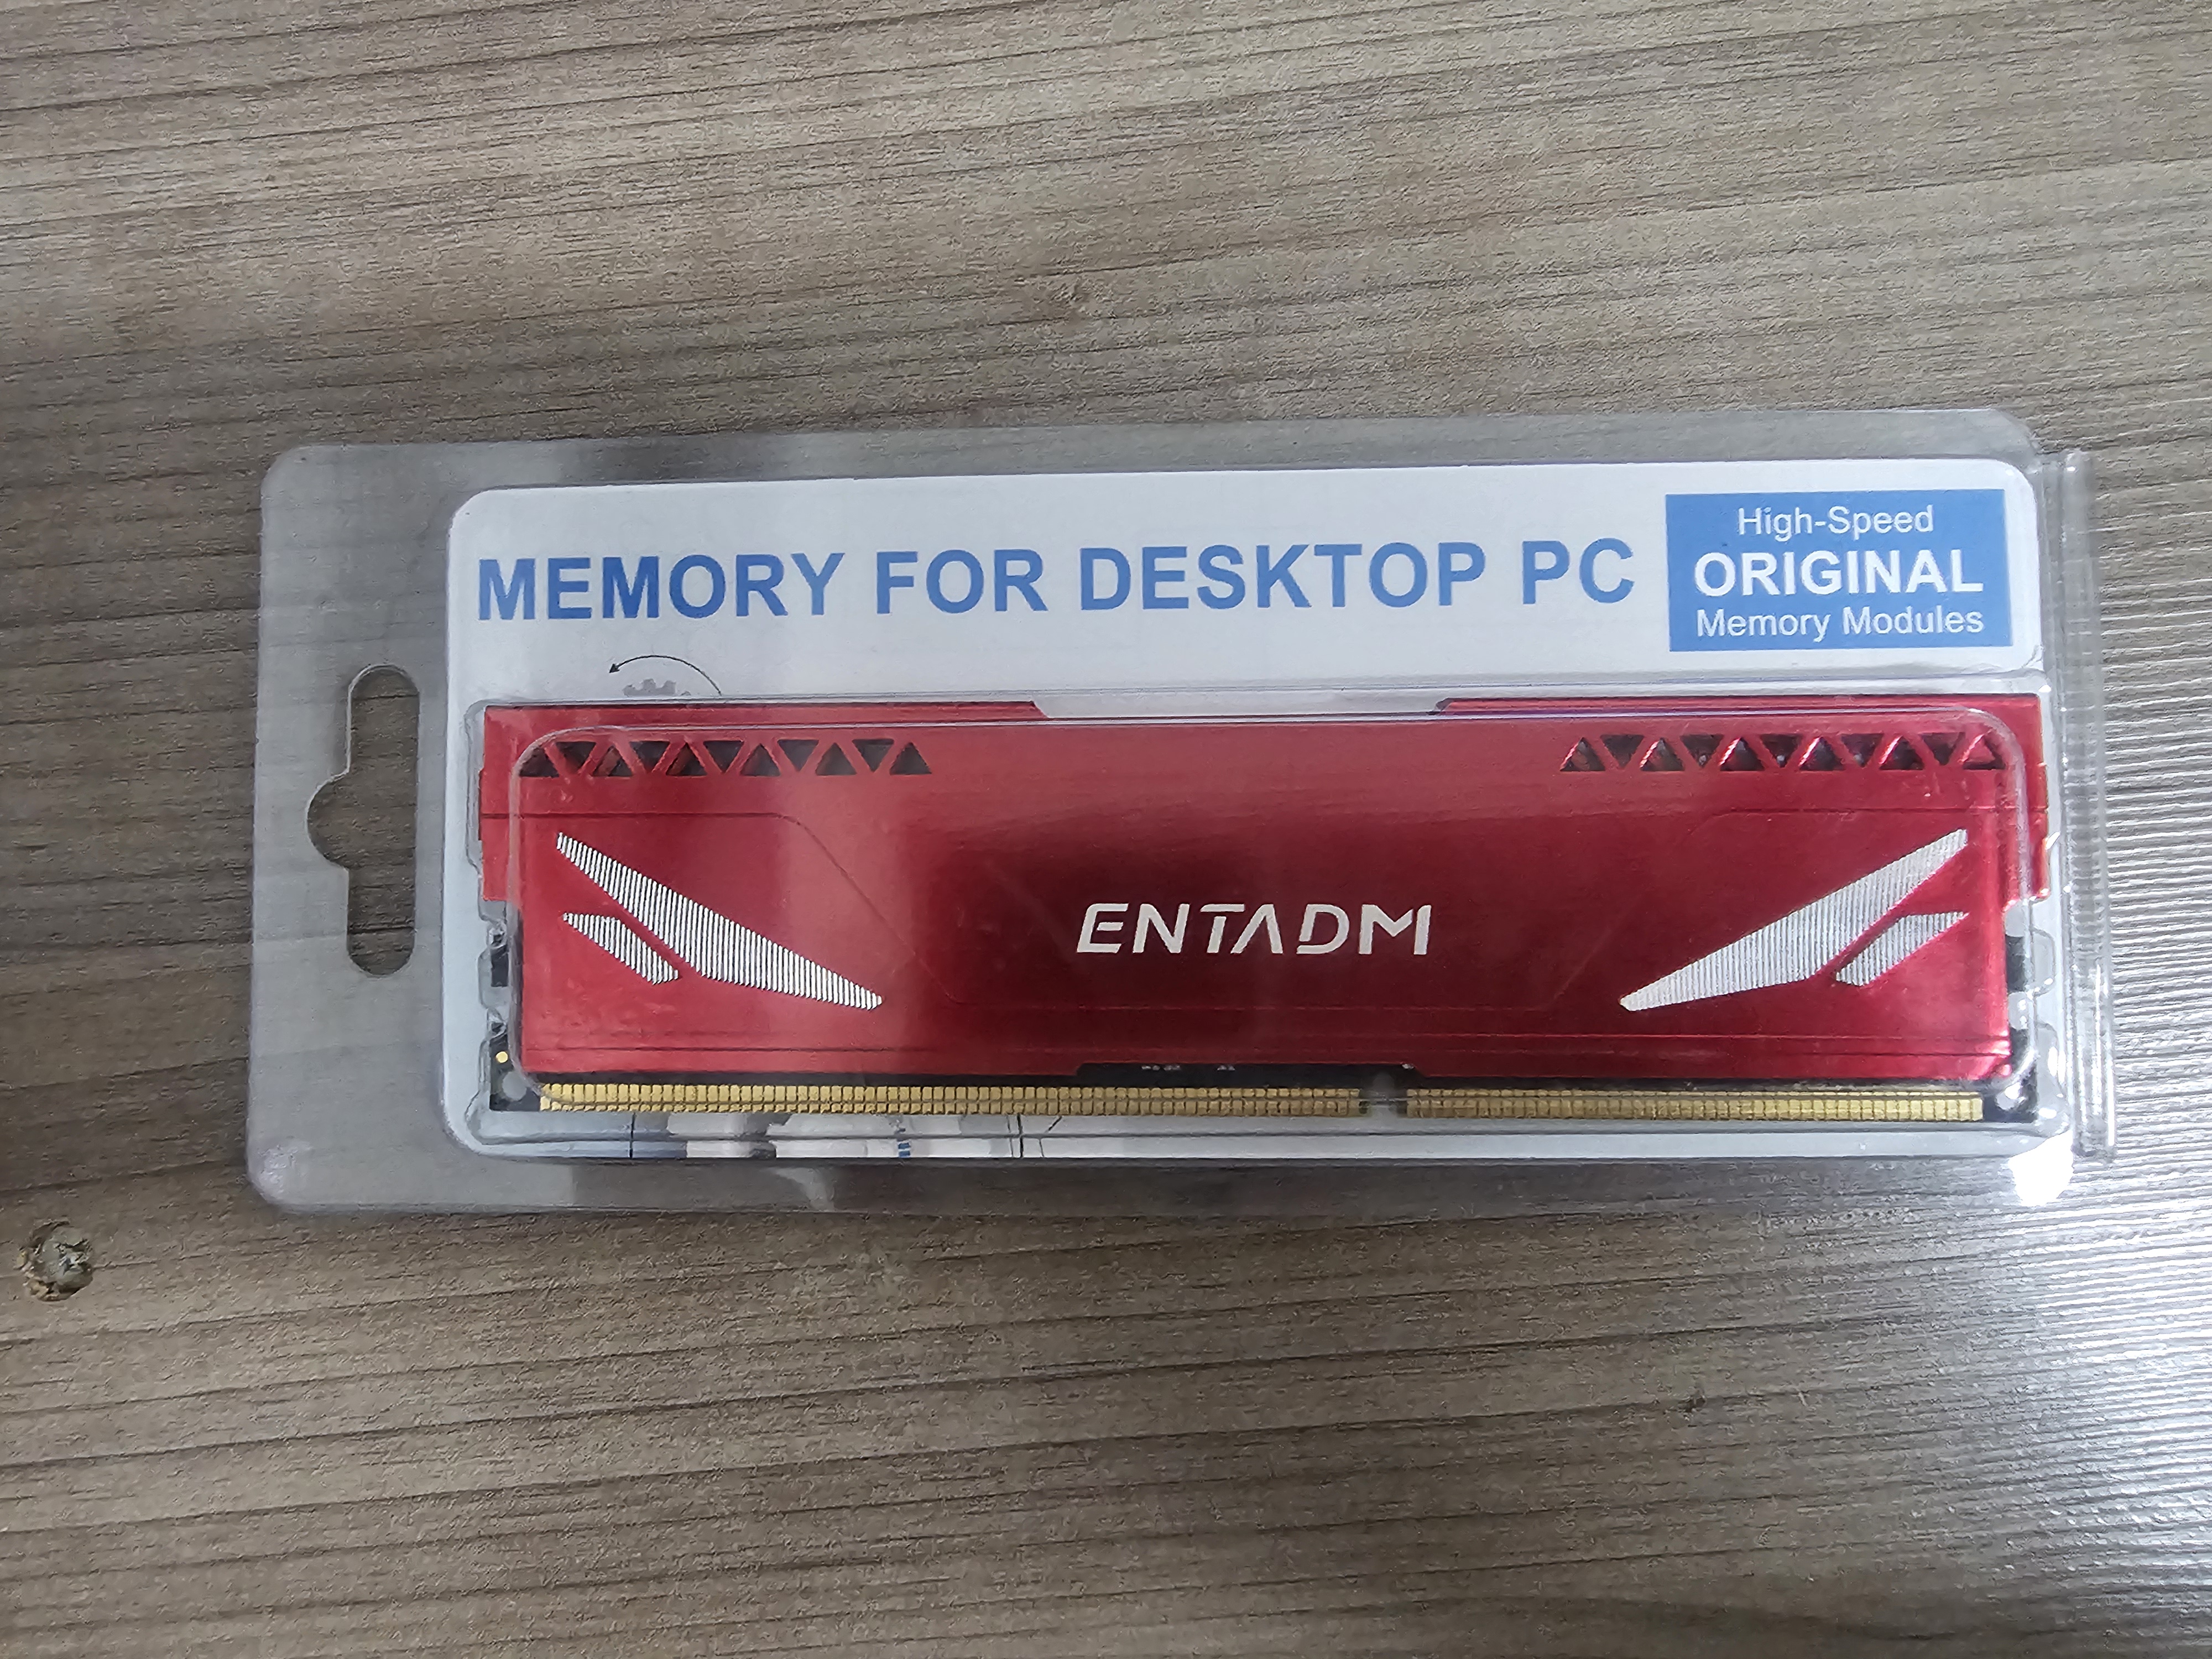 MEMORY FOR DESKTOP PC
High-Speed
ORIGINAL
Memory Modules
ENTADM